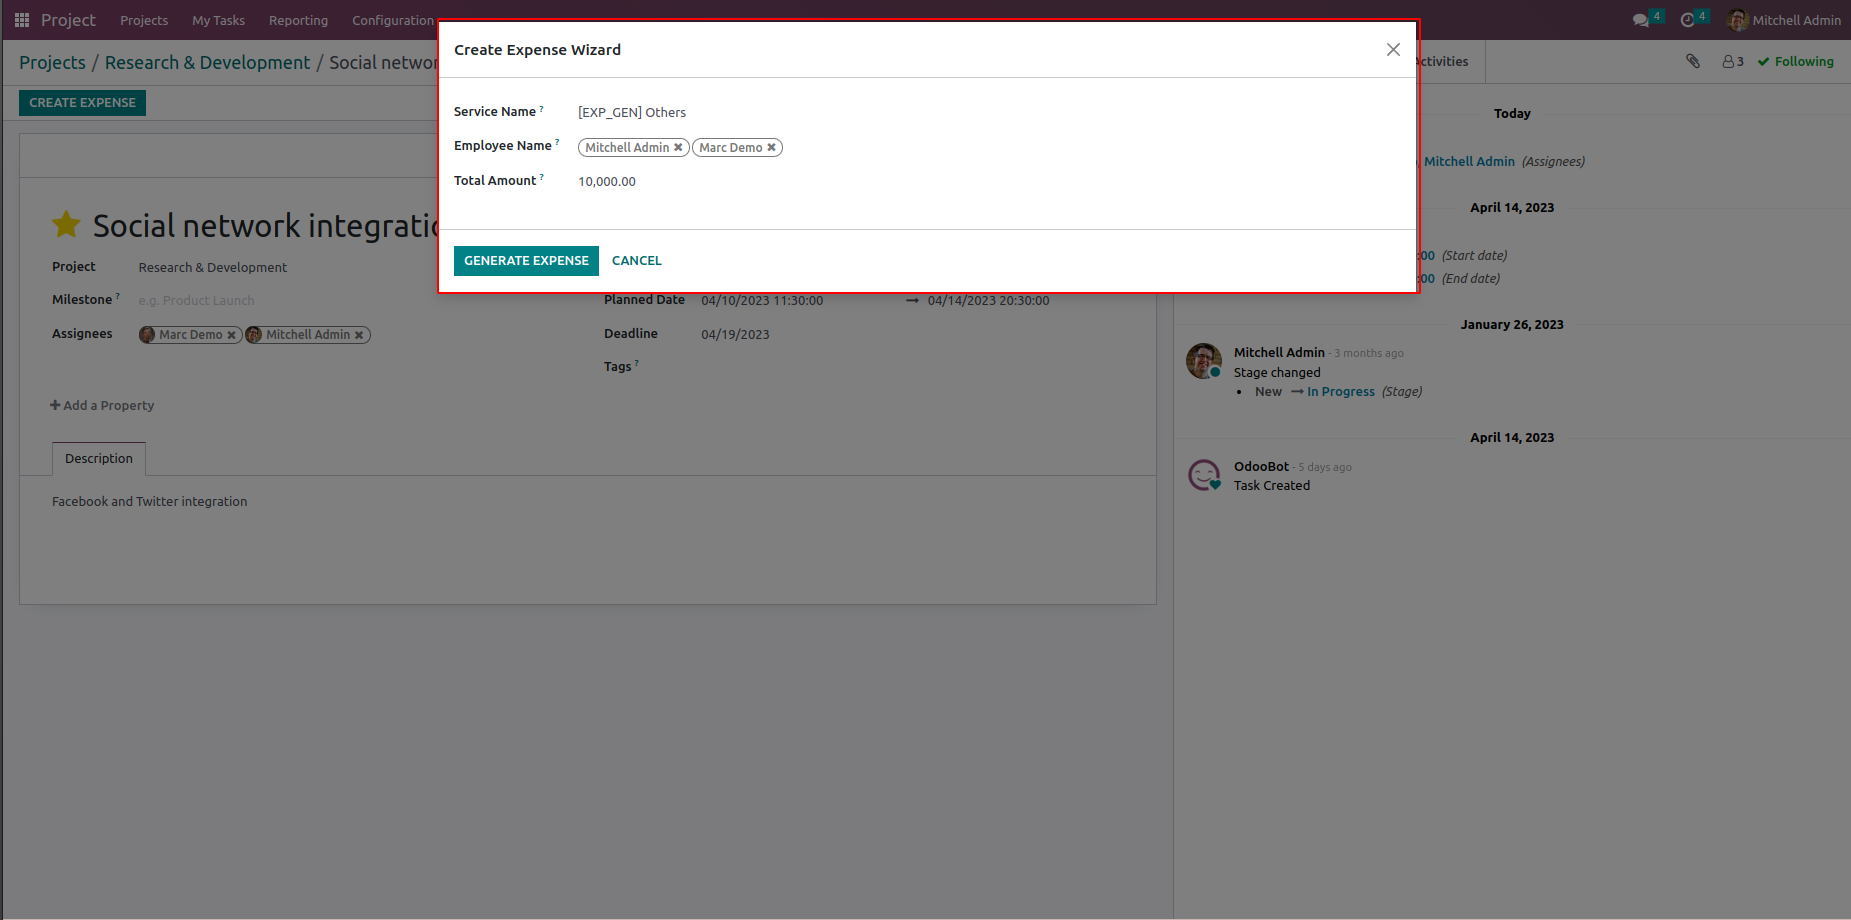 Project Projects My Tasks Reporting Configuration 4 4 Mitchell Admin
Projects / Research & Development / Social
CREATE EXPENSE
Create Expense Wizard
Service Name ? [EXP_GEN] Others
Employee Name ? Mitchell Admin Marc Demo
Total Amount ? 10,000.00
GENERATE EXPENSE CANCEL
Social network
Project Research & Development
Milestone ? e.g. Product Launch
Assignees Marc Demo Mitchell Admin
Planned Date 04/10/2023 11:30:00 → 04/14/2023 20:30:00
Deadline 04/19/2023
Tags ?
Add a Property
Description
Facebook and Twitter integration
3 Following
Today
Mitchell Admin (Assignees)
April 14, 2023
:00 (Start date)
:00 (End date)
January 26, 2023
Mitchell Admin - 3 months ago
Stage changed
• New → In Progress (Stage)
April 14, 2023
OdooBot - 5 days ago
Task Created